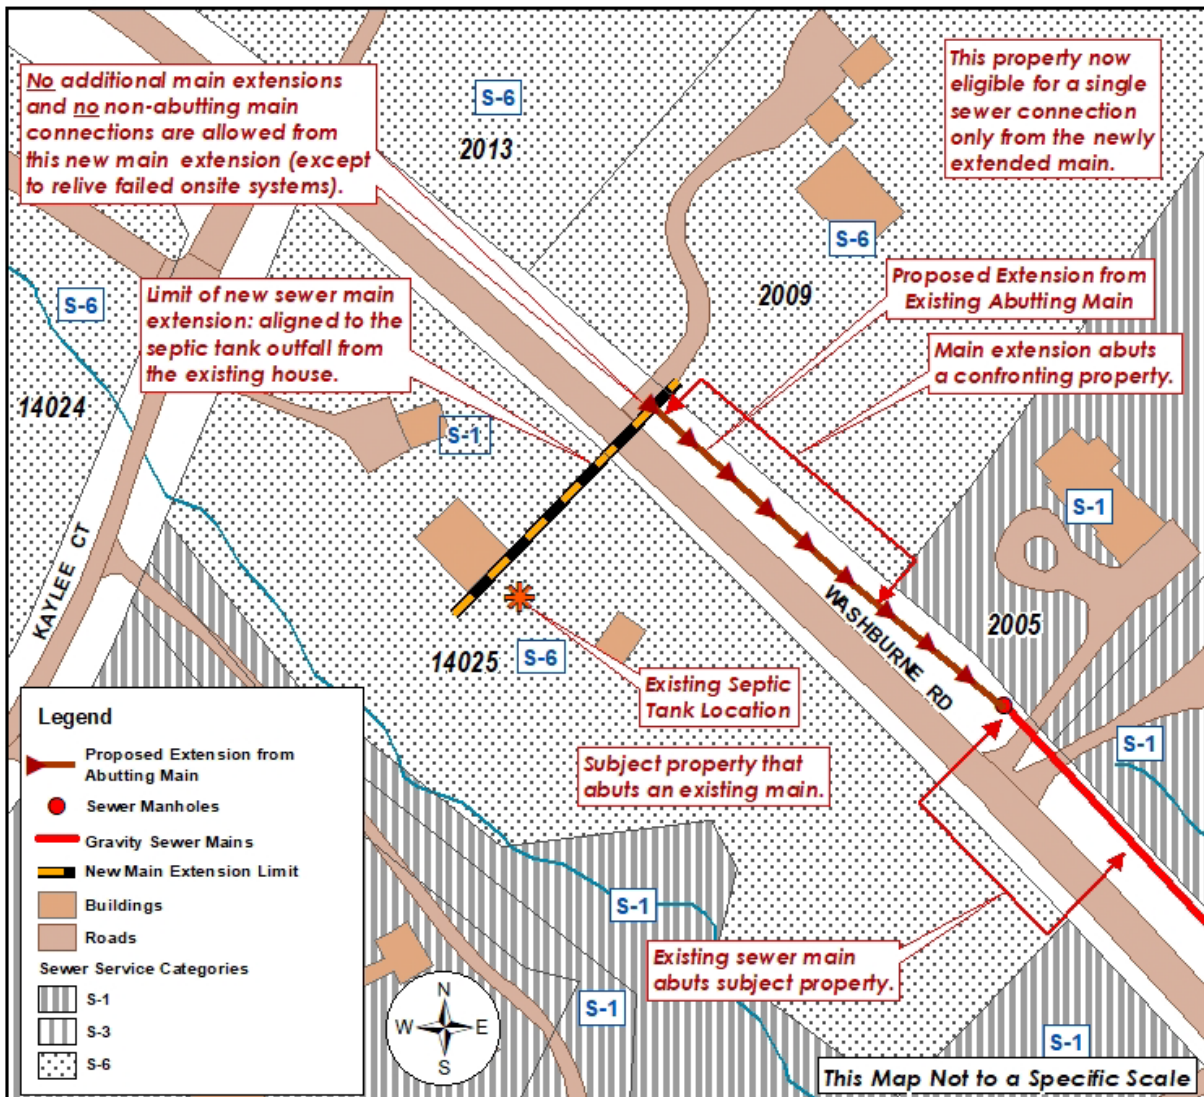 No additional main extensions
and no non-abutting main
connections are allowed from
this new main extension (except
to relive failed onsite systems).
S-6
2013
This property now
eligible for a single
sewer connection
only from the newly
extended main.
S-6
2009
Proposed Extension from
Existing Abutting Main
Main extension abuts
a confronting property.
S-6
Limit of new sewer main
extension: aligned to the
septic tank outfall from
the existing house.
14024
S-1
S-1
KAYLEE CT
WASHBURNE RD
2005
14025
S-6
Existing Septic
Tank Location
S-1
Subject property that
abuts an existing main.
S-1
Existing sewer main
abuts subject property.
S-1
S-1
Legend
Proposed Extension from
Abutting Main
Sewer Manholes
Gravity Sewer Mains
New Main Extension Limit
Buildings
Roads
Sewer Service Categories
S-1
S-3
S-6
N
W
E
S
This Map Not to a Specific Scale